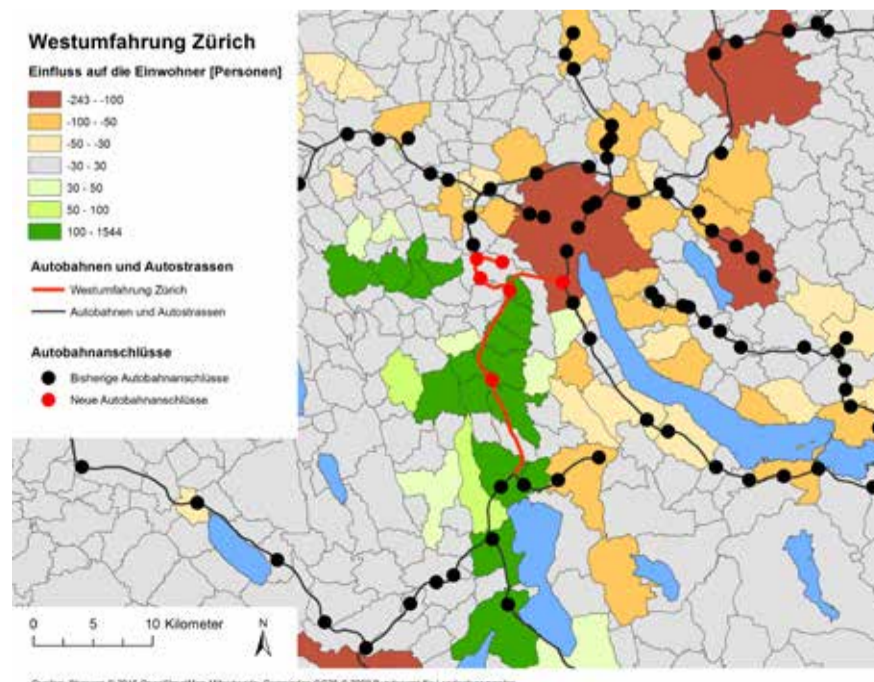 Westumfahrung Zürich
Einfluss auf die Einwohner [Personen]
-243 - -100
-100 - -50
-50 - -30
-30 - 30
30 - 50
50 - 100
100 - 1544
Autobahnen und Autostrassen
Westumfahrung Zürich
Autobahnen und Autostrassen
Autobahnanschlüsse
Bisherige Autobahnanschlüsse
Neue Autobahnanschlüsse
0 5 10 Kilometer
N